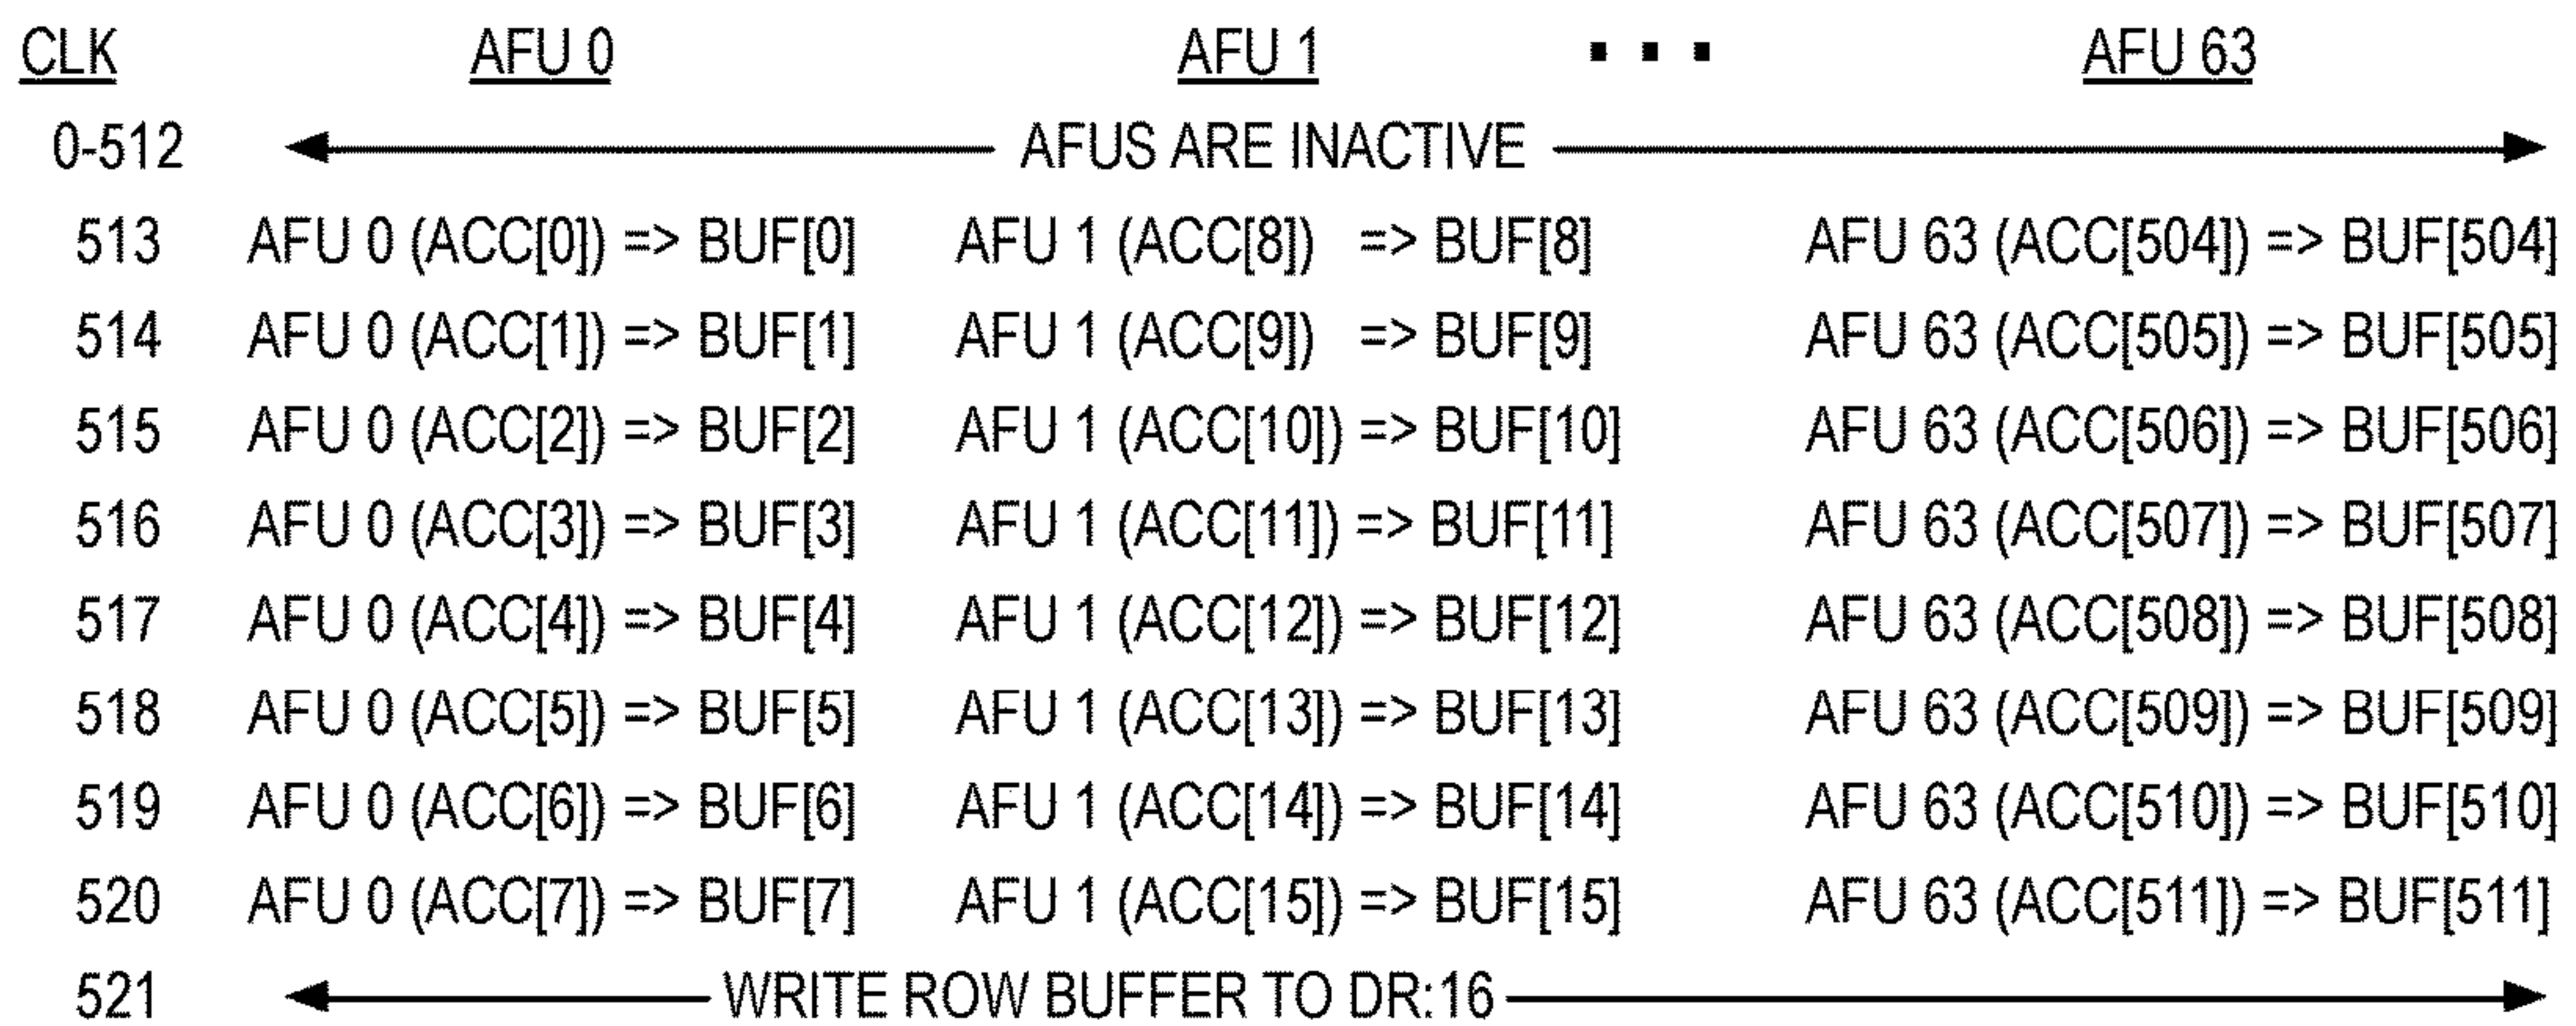 CLK AFU 0 AFU 1 ... AFU 63
0-512 AFUS ARE INACTIVE
513 AFU 0 (ACC[0]) => BUF[0] AFU 1 (ACC[8]) => BUF[8] AFU 63 (ACC[504]) => BUF[504]
514 AFU 0 (ACC[1]) => BUF[1] AFU 1 (ACC[9]) => BUF[9] AFU 63 (ACC[505]) => BUF[505]
515 AFU 0 (ACC[2]) => BUF[2] AFU 1 (ACC[10]) => BUF[10] AFU 63 (ACC[506]) => BUF[506]
516 AFU 0 (ACC[3]) => BUF[3] AFU 1 (ACC[11]) => BUF[11] AFU 63 (ACC[507]) => BUF[507]
517 AFU 0 (ACC[4]) => BUF[4] AFU 1 (ACC[12]) => BUF[12] AFU 63 (ACC[508]) => BUF[508]
518 AFU 0 (ACC[5]) => BUF[5] AFU 1 (ACC[13]) => BUF[13] AFU 63 (ACC[509]) => BUF[509]
519 AFU 0 (ACC[6]) => BUF[6] AFU 1 (ACC[14]) => BUF[14] AFU 63 (ACC[510]) => BUF[510]
520 AFU 0 (ACC[7]) => BUF[7] AFU 1 (ACC[15]) => BUF[15] AFU 63 (ACC[511]) => BUF[511]
521 WRITE ROW BUFFER TO DR:16